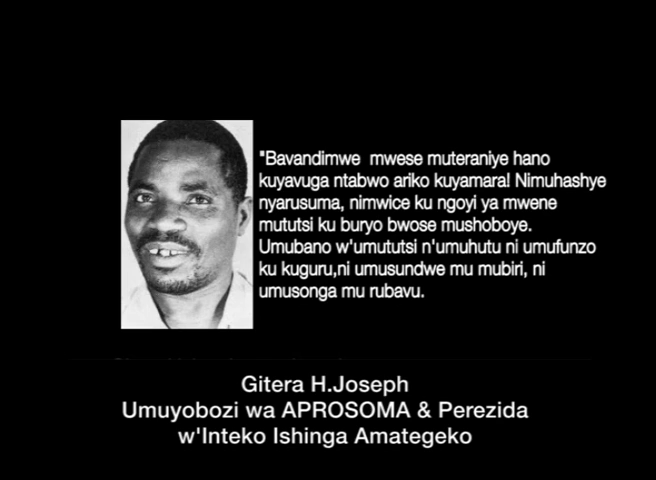 "Bavandimwe mwese muteraniye hano
kuyavuga ntabwo ariko kuyamara! Nimuhashye
nyarusuma, nimwice ku ngoyi ya mwene
mututsi ku buryo bwose mushoboye.
Umubano w'umututsi n'umuhutu ni umufunzo
ku kuguru,ni umusundwe mu mubiri, ni
umusonga mu rubavu.
Gitera H.Joseph
Umuyobozi wa APROSOMA & Perezida
w'Inteko Ishinga Amategeko